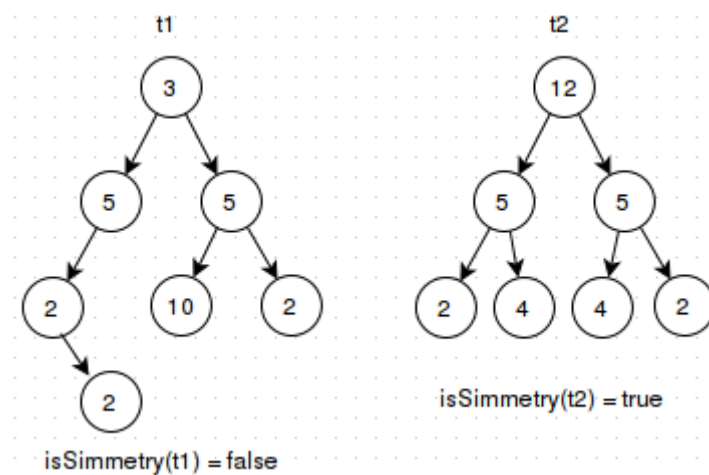 t1 t2
3 12
5 5 5 5
2 10 2 2 4 4 2
2
isSimmetry(t2) = true
isSimmetry(t1) = false